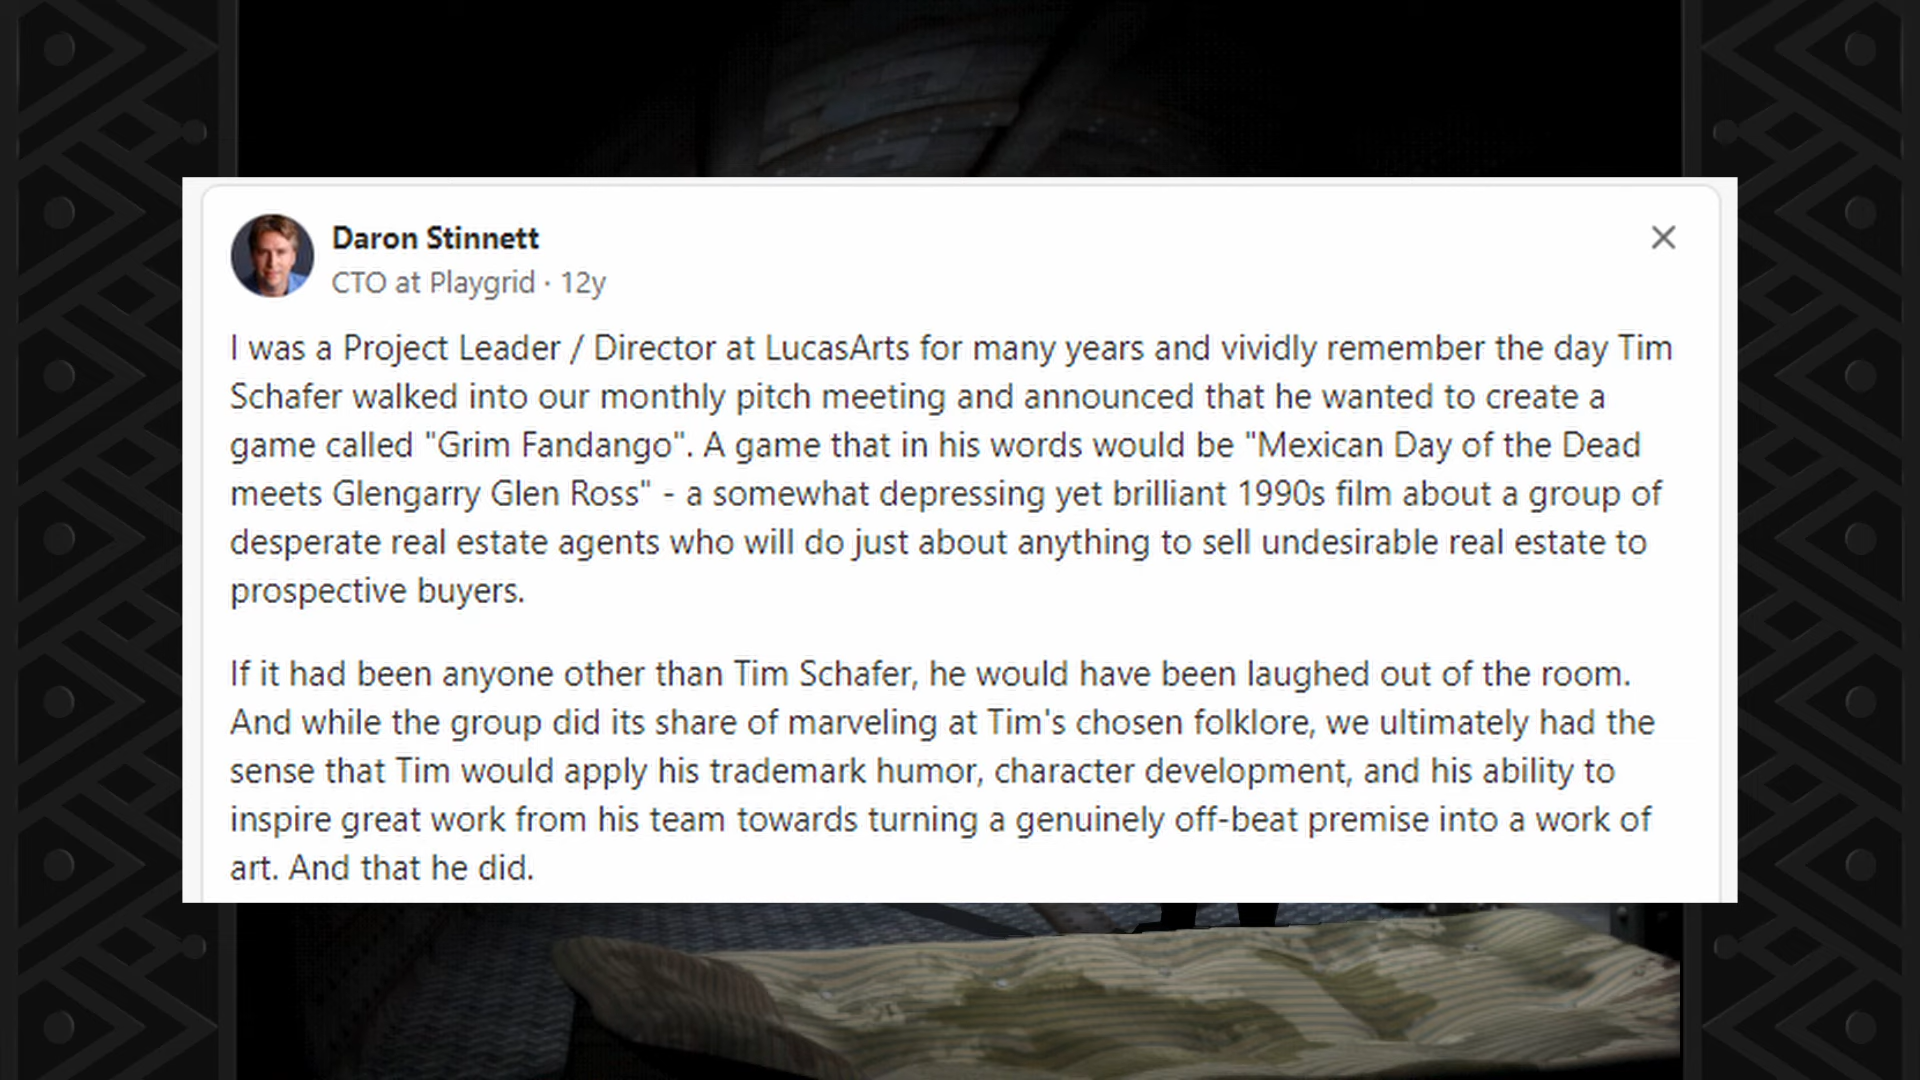 Daron Stinnett
CTO at Playgrid · 12y
I was a Project Leader / Director at LucasArts for many years and vividly remember the day Tim
Schafer walked into our monthly pitch meeting and announced that he wanted to create a
game called "Grim Fandango". A game that in his words would be "Mexican Day of the Dead
meets Glengarry Glen Ross" - a somewhat depressing yet brilliant 1990s film about a group of
desperate real estate agents who will do just about anything to sell undesirable real estate to
prospective buyers.
If it had been anyone other than Tim Schafer, he would have been laughed out of the room.
And while the group did its share of marveling at Tim's chosen folklore, we ultimately had the
sense that Tim would apply his trademark humor, character development, and his ability to
inspire great work from his team towards turning a genuinely off-beat premise into a work of
art. And that he did.